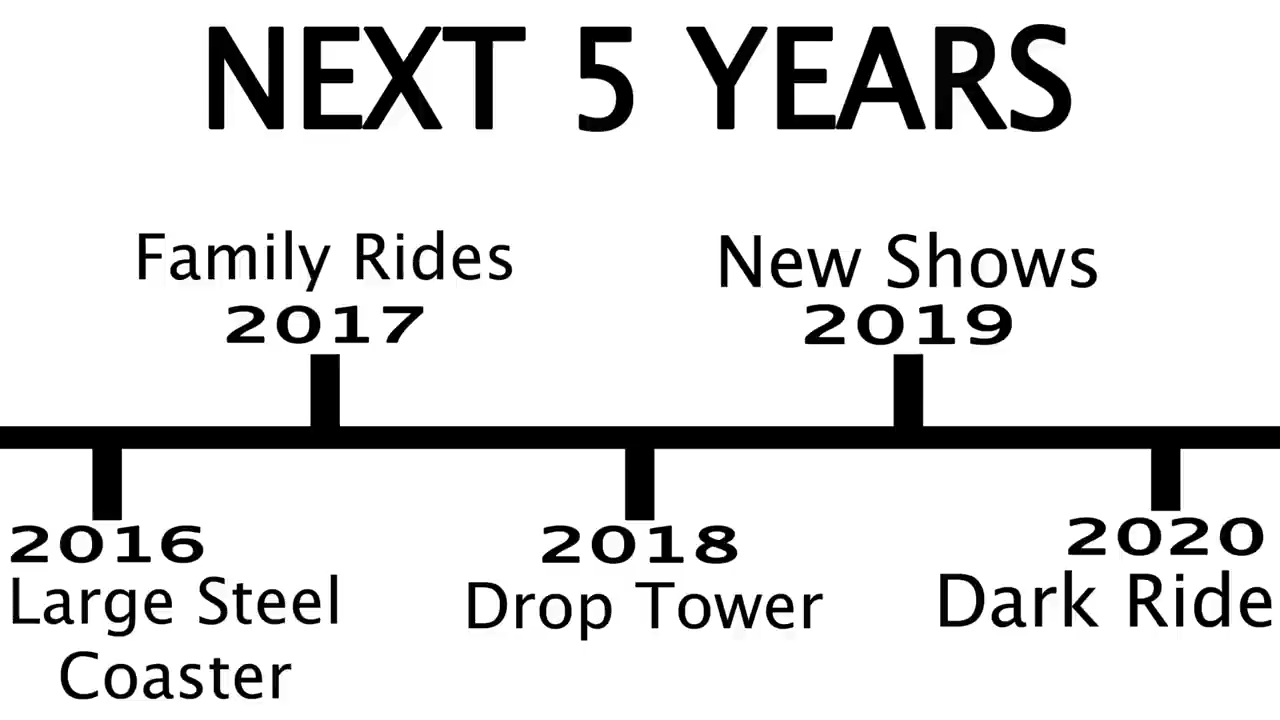 NEXT 5 YEARS
Family Rides
2017
New Shows
2019
2016
Large Steel
Coaster
2018
Drop Tower
2020
Dark Ride